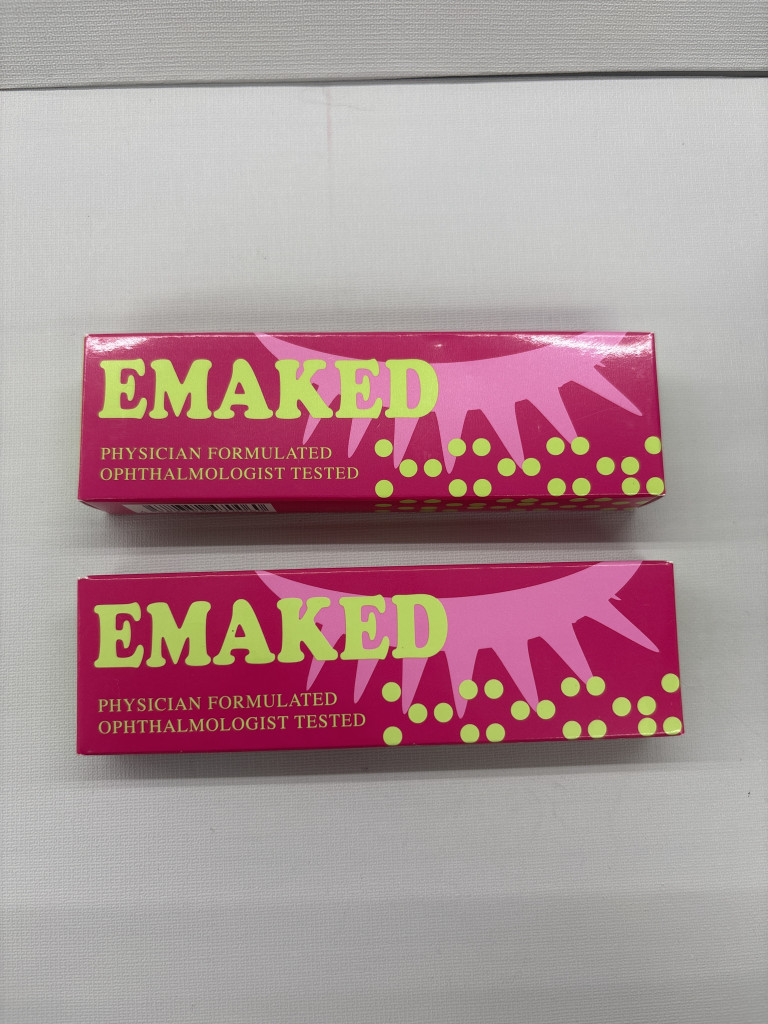 EMAKED
PHYSICIAN FORMULATED
OPHTHALMOLOGIST TESTED
EMAKED
PHYSICIAN FORMULATED
OPHTHALMOLOGIST TESTED